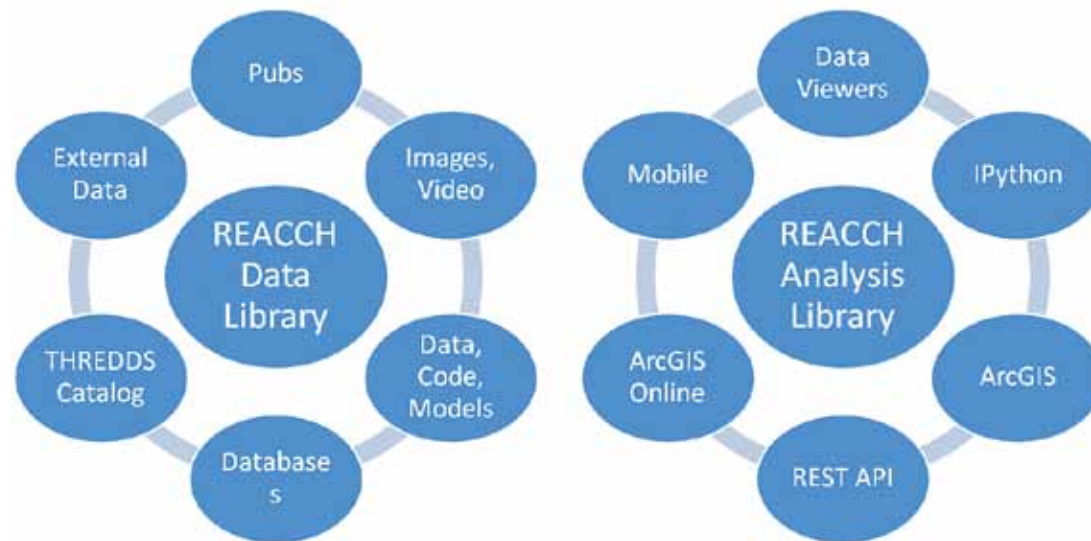 Pubs
Images,
Video
Data,
Code,
Models
Database
s
THREDDS
Catalog
External
Data
REACCH
Data
Library
Data
Viewers
IPython
ArcGIS
REST API
ArcGIS
Online
Mobile
REACCH
Analysis
Library